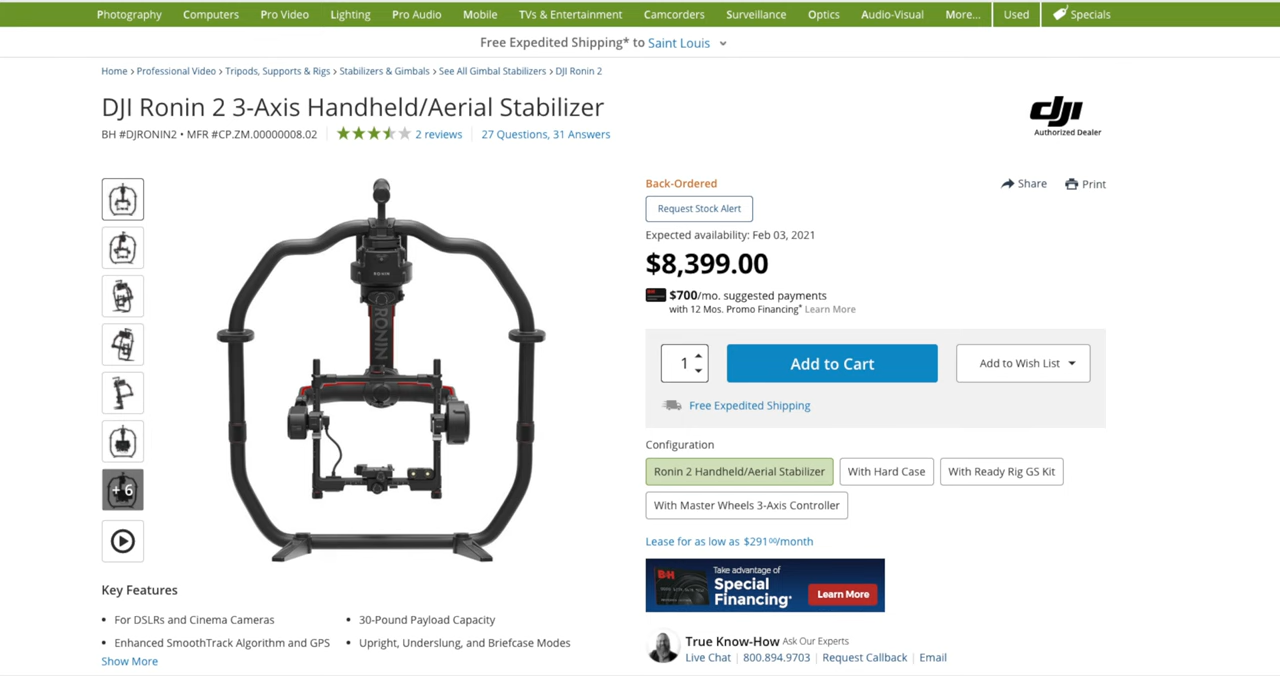 Photography Computers Pro Video Lighting Pro Audio Mobile TVs & Entertainment Camcorders Surveillance Optics Audio-Visual More... Used Specials
Free Expedited Shipping* to Saint Louis
Home › Professional Video › Tripods, Supports & Rigs › Stabilizers & Gimbals › See All Gimbal Stabilizers › DJI Ronin 2
DJI Ronin 2 3-Axis Handheld/Aerial Stabilizer
BH #DJRONIN2 • MFR #CP.ZM.00000008.02 2 reviews 27 Questions, 31 Answers
dji
Authorized Dealer
Back-Ordered
Share Print
Request Stock Alert
Expected availability: Feb 03, 2021
$8,399.00
$700/mo. suggested payments
with 12 Mos. Promo Financing* Learn More
1 Add to Cart Add to Wish List
Free Expedited Shipping
Configuration
Ronin 2 Handheld/Aerial Stabilizer With Hard Case With Ready Rig GS Kit
With Master Wheels 3-Axis Controller
Lease for as low as $291⁰⁰/month
B&H
Take advantage of
Special
Financing*
Learn More
True Know-How Ask Our Experts
Live Chat 800.894.9703 Request Callback Email
RONIN
RONIN
+ 6
Key Features
• For DSLRs and Cinema Cameras
• 30-Pound Payload Capacity
• Enhanced SmoothTrack Algorithm and GPS
• Upright, Underslung, and Briefcase Modes
Show More